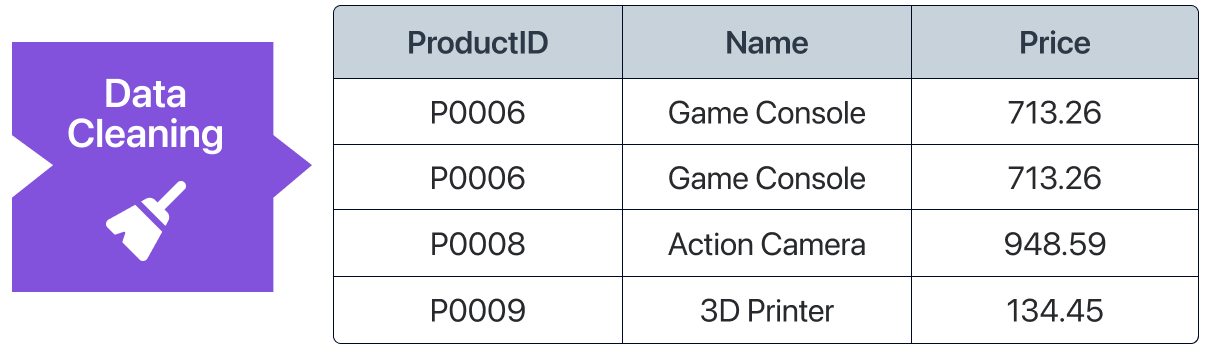 Data
Cleaning
ProductID Name Price
P0006 Game Console 713.26
P0006 Game Console 713.26
P0008 Action Camera 948.59
P0009 3D Printer 134.45